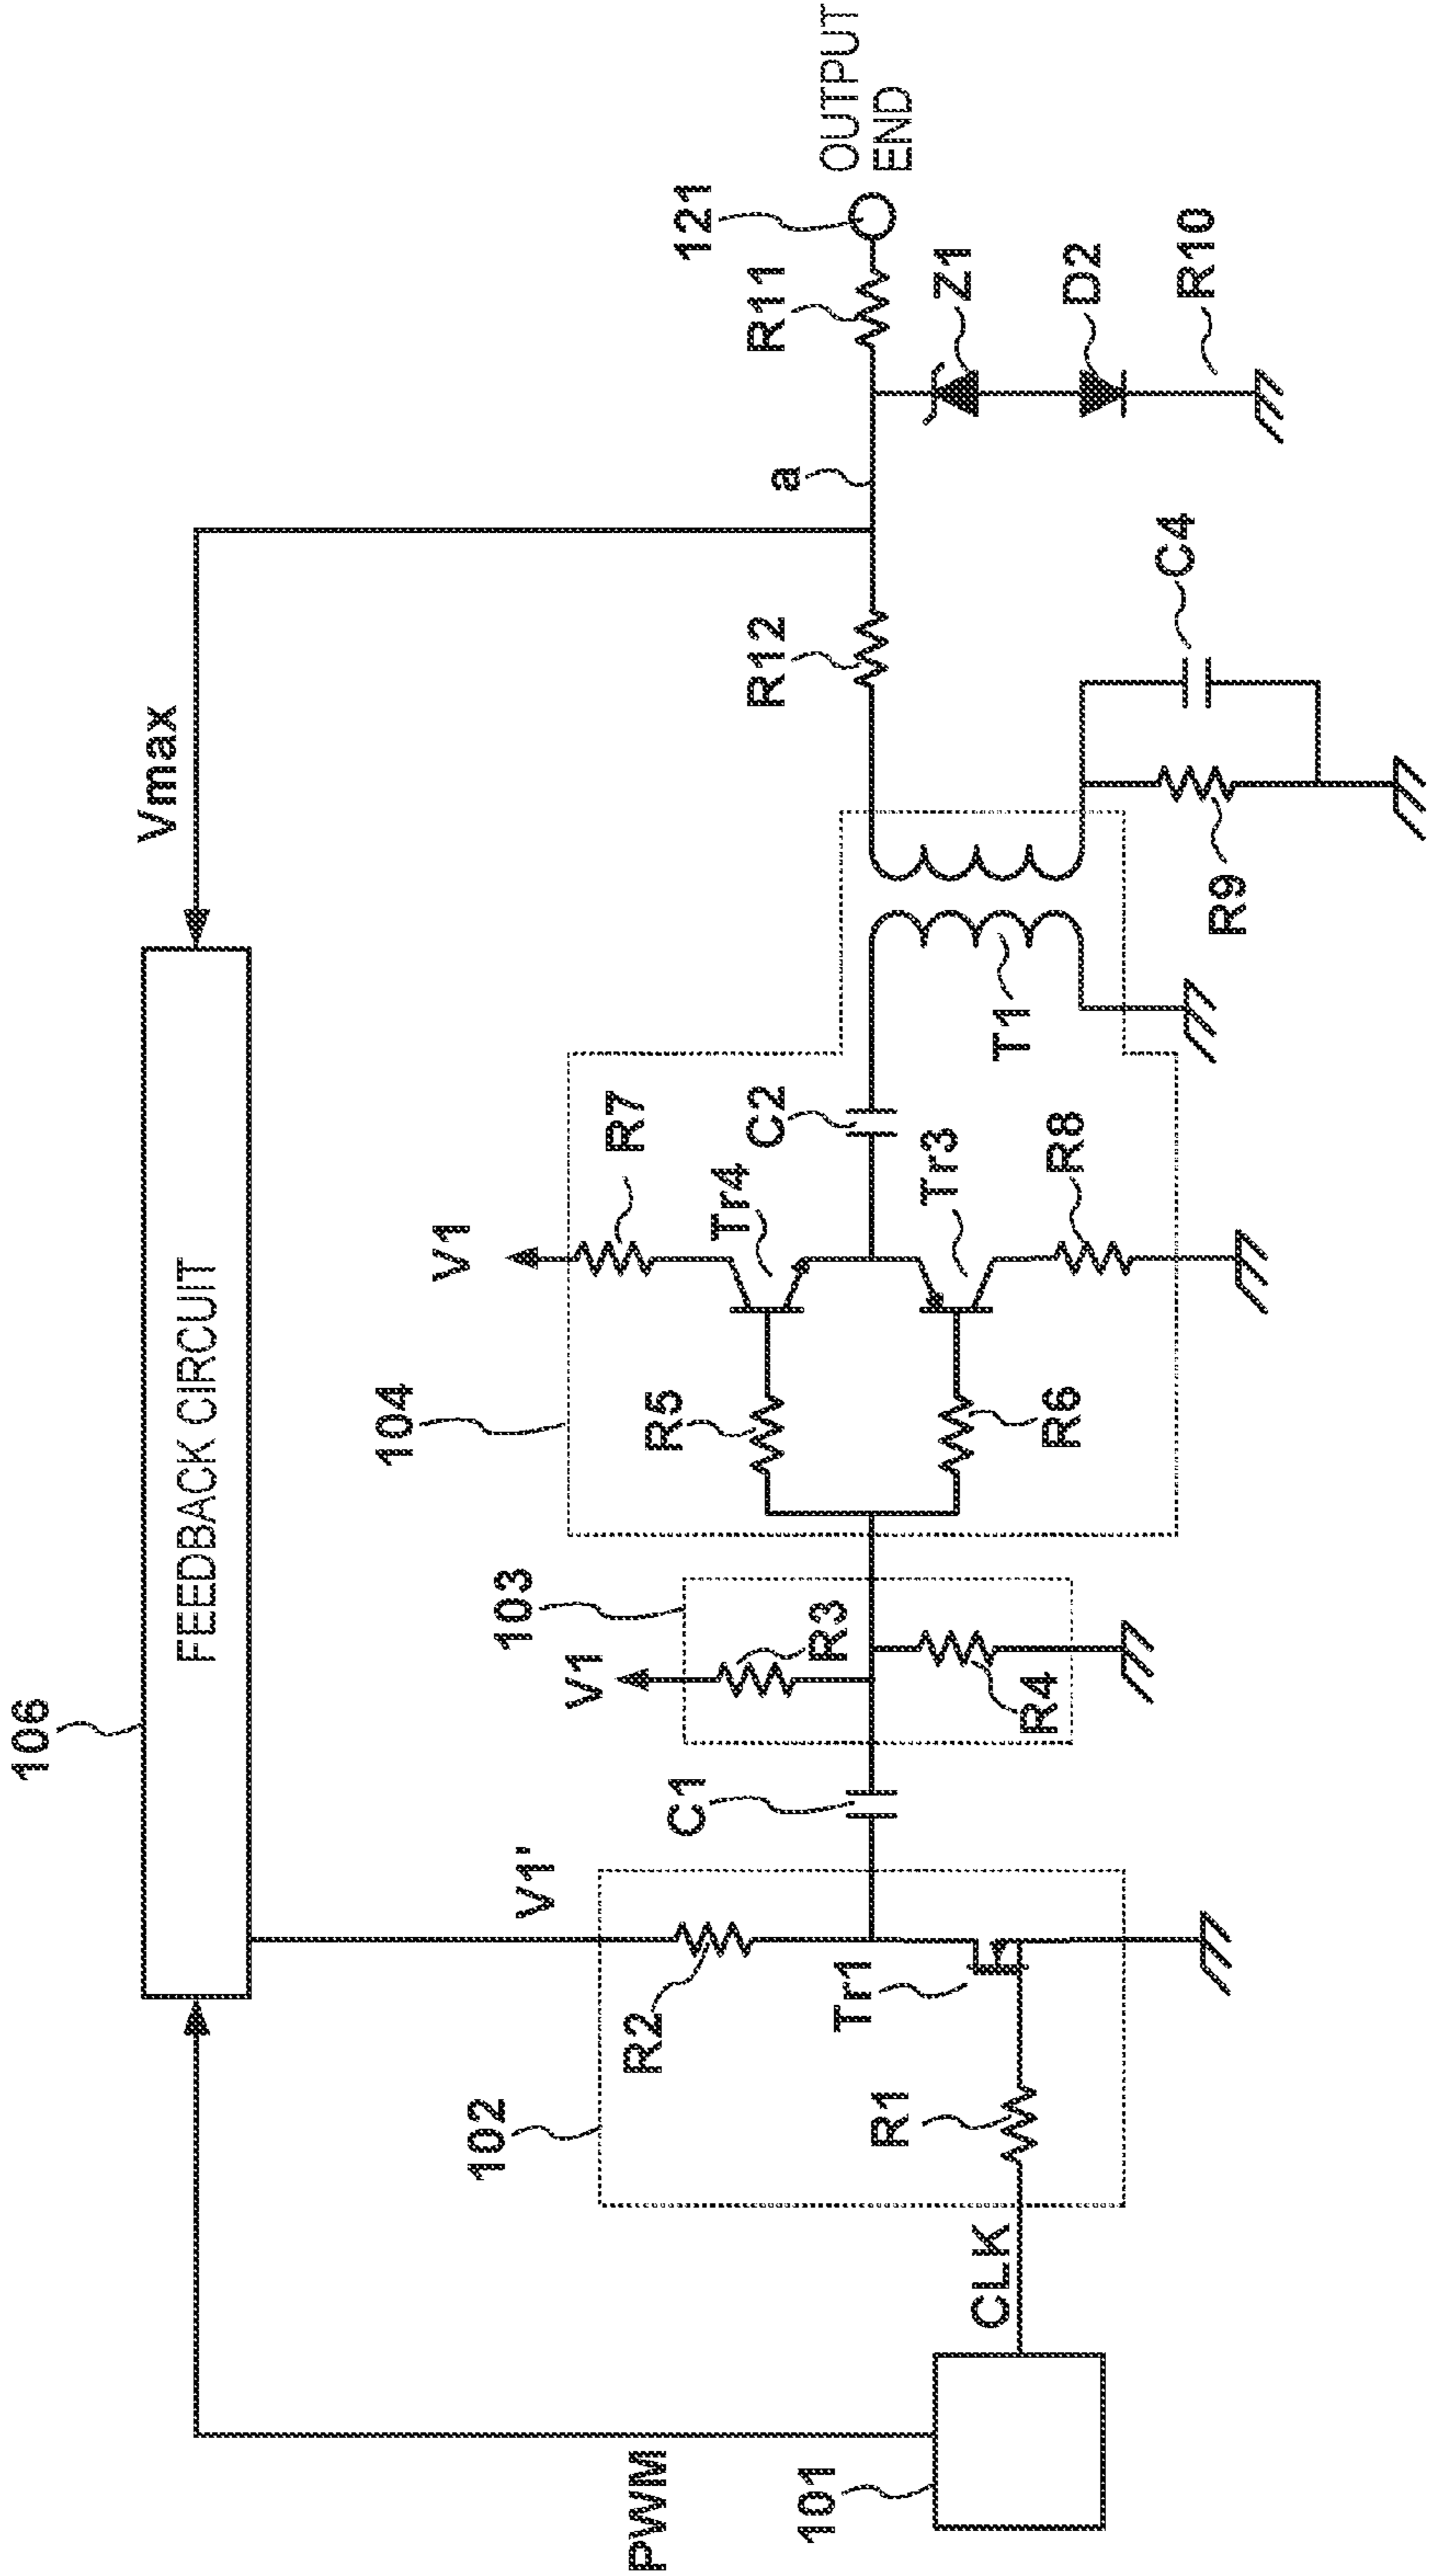 106
FEEDBACK CIRCUIT
Vmax
V1'
PWM
101
CLK
102
R1
R2
Tr1
C1
103
V1
R3
R4
104
V1
R5
R6
R7
Tr4
Tr3
R8
C2
T1
R9
C4
R12
a
R11
121
OUTPUT
END
Z1
D2
R10